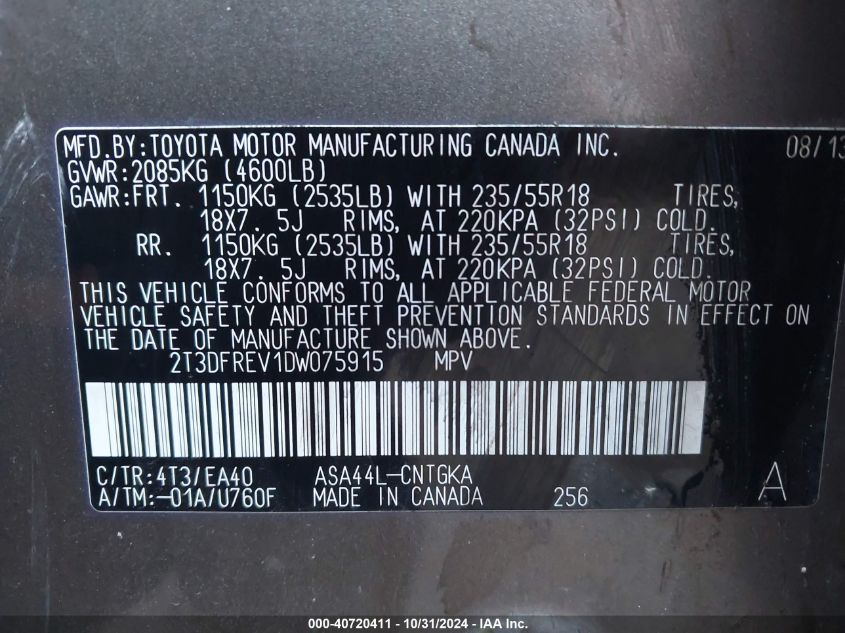 MFD.BY:TOYOTA MOTOR MANUFACTURING CANADA INC. 08/13
GVWR:2085KG (4600LB)
GAWR:FRT. 1150KG (2535LB) WITH 235/55R18 TIRES,
18X7.5J RIMS, AT 220KPA (32PSI) COLD.
RR. 1150KG (2535LB) WITH 235/55R18 TIRES,
18X7.5J RIMS, AT 220KPA (32PSI) COLD.
THIS VEHICLE CONFORMS TO ALL APPLICABLE FEDERAL MOTOR
VEHICLE SAFETY AND THEFT PREVENTION STANDARDS IN EFFECT ON
THE DATE OF MANUFACTURE SHOWN ABOVE.
2T3DFREV1DW075915 MPV
C/TR:4T3/EA40 ASA44L-CNTGKA
A/TM:-01A/U760F MADE IN CANADA 256 A
000-40720411 - 10/31/2024 - IAA Inc.